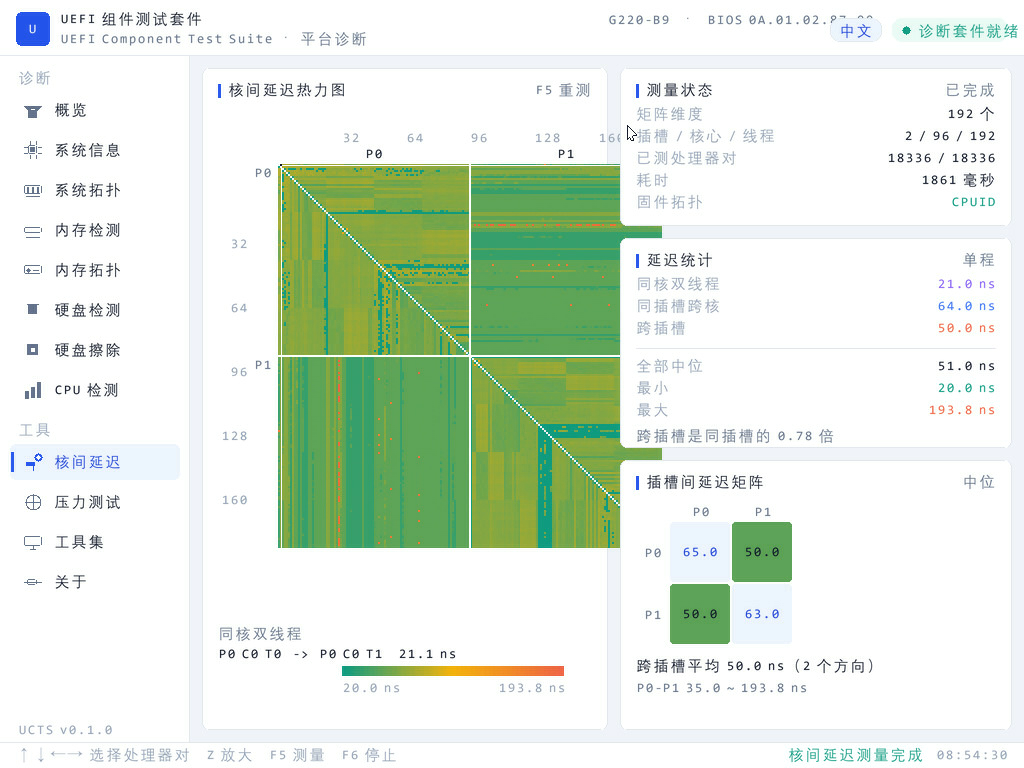 U
UEFI 组件测试套件
UEFI Component Test Suite · 平台诊断
G220-B9 · BIOS 0A.01.02.
中文
诊断套件就绪
诊断
概览
系统信息
系统拓扑
内存检测
内存拓扑
硬盘检测
硬盘擦除
CPU 检测
工具
核间延迟
压力测试
工具集
关于
UCTS v0.1.0
核间延迟热力图
F5 重测
32 64 96 128 160
P0 P1
P0
32
64
96 P1
128
160
同核双线程
P0 C0 T0 -> P0 C0 T1 21.1 ns
20.0 ns 193.8 ns
测量状态 已完成
矩阵维度 192 个
插槽 / 核心 / 线程 2 / 96 / 192
已测处理器对 18336 / 18336
耗时 1861 毫秒
固件拓扑 CPUID
延迟统计 单程
同核双线程 21.0 ns
同插槽跨核 64.0 ns
跨插槽 50.0 ns
全部中位 51.0 ns
最小 20.0 ns
最大 193.8 ns
跨插槽是同插槽的 0.78 倍
插槽间延迟矩阵 中位
P0 P1
P0 65.0 50.0
P1 50.0 63.0
跨插槽平均 50.0 ns (2 个方向)
P0-P1 35.0 ~ 193.8 ns
↑↓←→ 选择处理器对 Z 放大 F5 测量 F6 停止
核间延迟测量完成 08:54:30